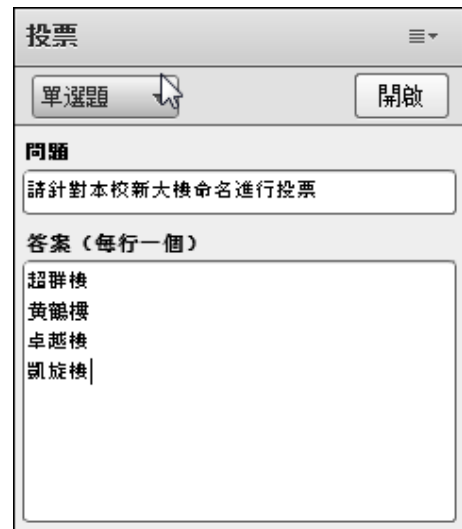 投票
單選題
開啟
問題
請針對本校新大樓命名進行投票
答案（每行一個）
超群樓
黃鶴樓
卓越樓
凱旋樓